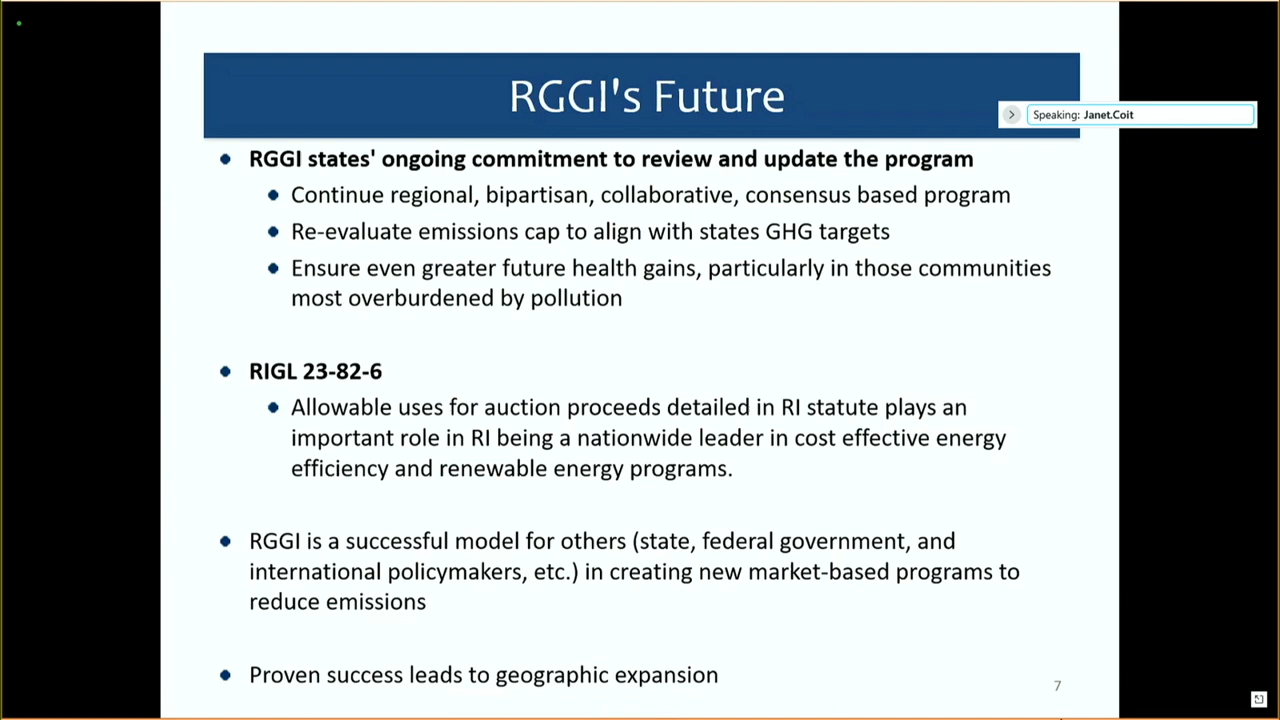 RGGI's Future
Speaking: Janet.Coit
RGGI states' ongoing commitment to review and update the program
Continue regional, bipartisan, collaborative, consensus based program
Re-evaluate emissions cap to align with states GHG targets
Ensure even greater future health gains, particularly in those communities
most overburdened by pollution
RIGL 23-82-6
Allowable uses for auction proceeds detailed in RI statute plays an
important role in RI being a nationwide leader in cost effective energy
efficiency and renewable energy programs.
RGGI is a successful model for others (state, federal government, and
international policymakers, etc.) in creating new market-based programs to
reduce emissions
Proven success leads to geographic expansion
7